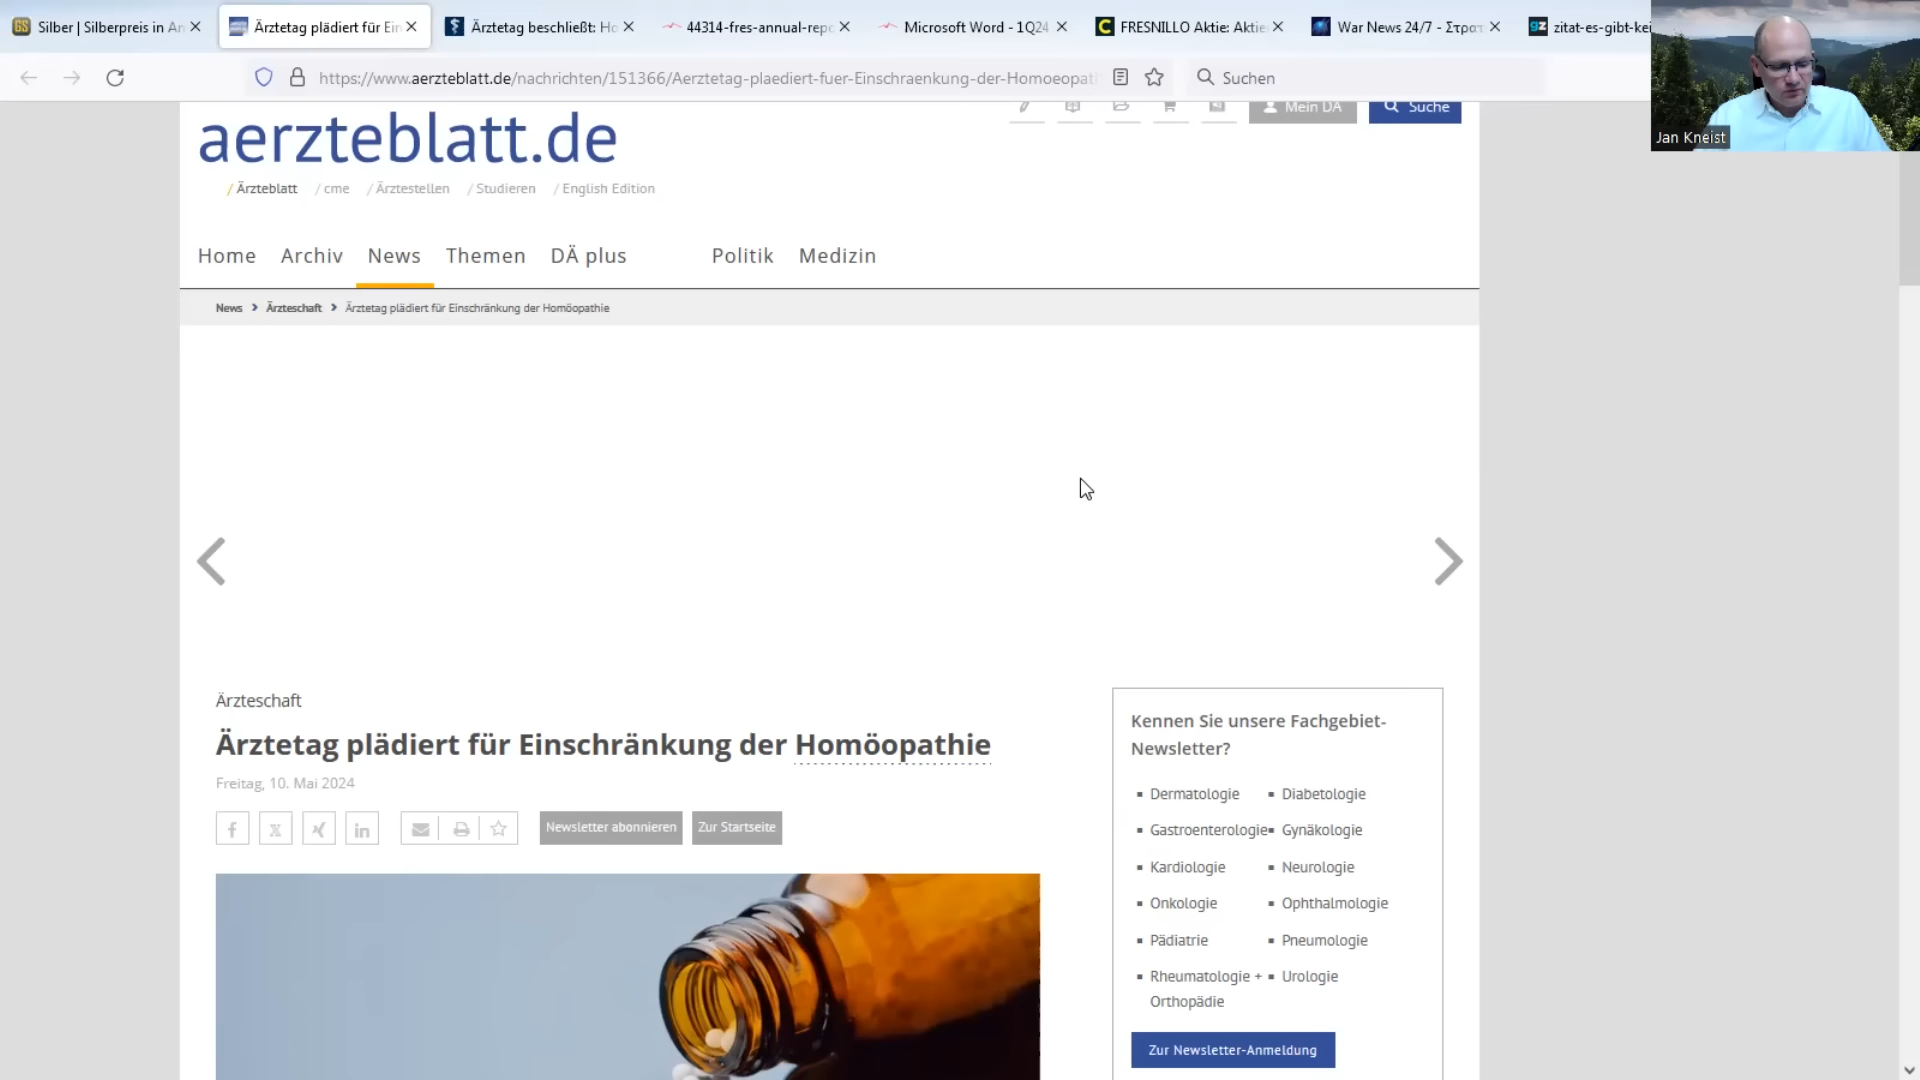 Silber | Silberpreis in An
Ärztetag plädiert für Ein
Ärztetag beschließt: Ho
44314-fres-annual-repo
Microsoft Word - 1Q24
FRESNILLO Aktie: Aktie
War News 24/7 - Στρατ
zitat-es-gibt-kei
https://www.aerzteblatt.de/nachrichten/151366/Aerztetag-plaediert-fuer-Einschraenkung-der-Homoeopath
Suchen
Jan Kneist
Mein DÄ
Suche
aerzteblatt.de
/ Ärzteblatt / cme / Ärztestellen / Studieren / English Edition
Home Archiv News Themen DÄ plus Politik Medizin
News > Ärzteschaft > Ärztetag plädiert für Einschränkung der Homöopathie
Ärzteschaft
Ärztetag plädiert für Einschränkung der Homöopathie
Freitag, 10. Mai 2024
Newsletter abonnieren
Zur Startseite
Kennen Sie unsere Fachgebiet-
Newsletter?
Dermatologie
Diabetologie
Gastroenterologie
Gynäkologie
Kardiologie
Neurologie
Onkologie
Ophthalmologie
Pädiatrie
Pneumologie
Rheumatologie +
Orthopädie
Urologie
Zur Newsletter-Anmeldung